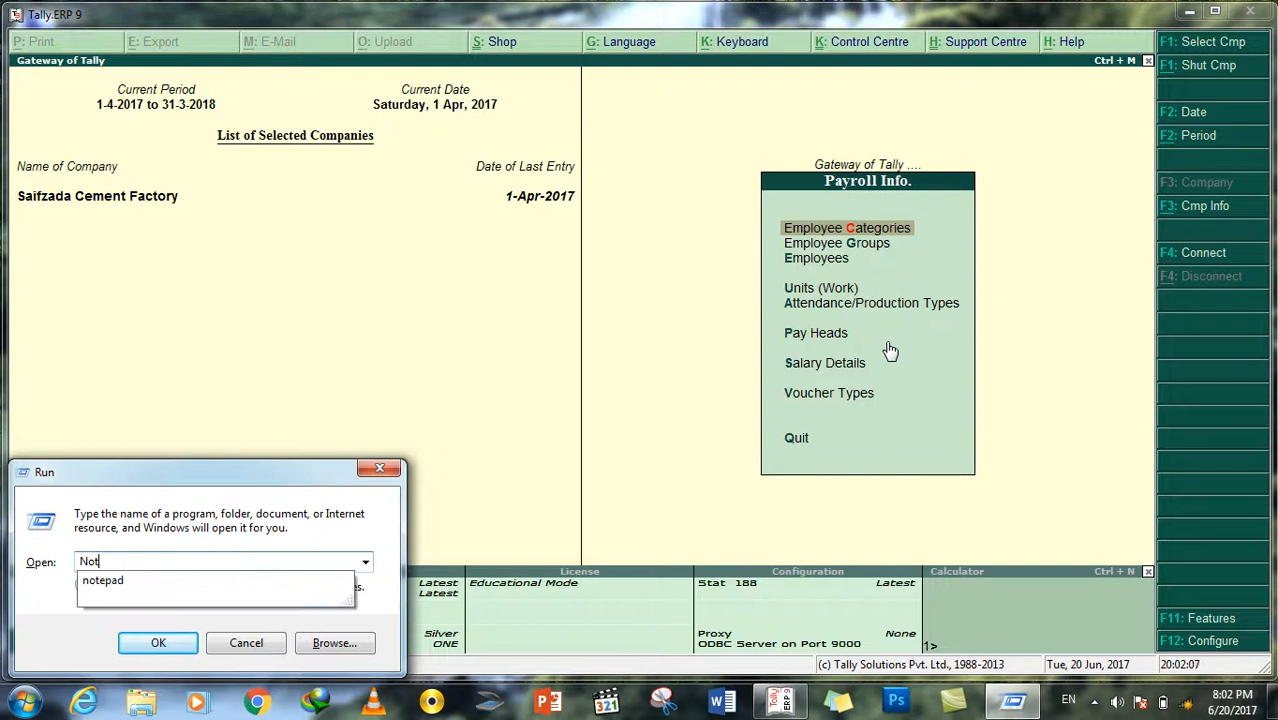 Tally.ERP 9
P: Print
E: Export
M: E-Mail
O: Upload
S: Shop
G: Language
K: Keyboard
K: Control Centre
H: Support Centre
H: Help
Gateway of Tally
Ctrl + M
Current Period
1-4-2017 to 31-3-2018
Current Date
Saturday, 1 Apr, 2017
List of Selected Companies
Name of Company
Date of Last Entry
Saifzada Cement Factory
1-Apr-2017
Gateway of Tally ....
Payroll Info.
Employee Categories
Employee Groups
Employees
Units (Work)
Attendance/Production Types
Pay Heads
Salary Details
Voucher Types
Quit
F1: Select Cmp
F1: Shut Cmp
F2: Date
F2: Period
F3: Company
F3: Cmp Info
F4: Connect
F4: Disconnect
F11: Features
F12: Configure
Run
Type the name of a program, folder, document, or Internet
resource, and Windows will open it for you.
Open:
Not
notepad
es.
OK
Cancel
Browse...
Latest
Latest
Silver
ONE
License
Educational Mode
Configuration
Stat 188
Latest
Proxy
None
ODBC Server on Port 9000
Calculator
Ctrl + N
1>
(c) Tally Solutions Pvt. Ltd., 1988-2013
Tue, 20 Jun, 2017
20:02:07
EN
8:02 PM
6/20/2017